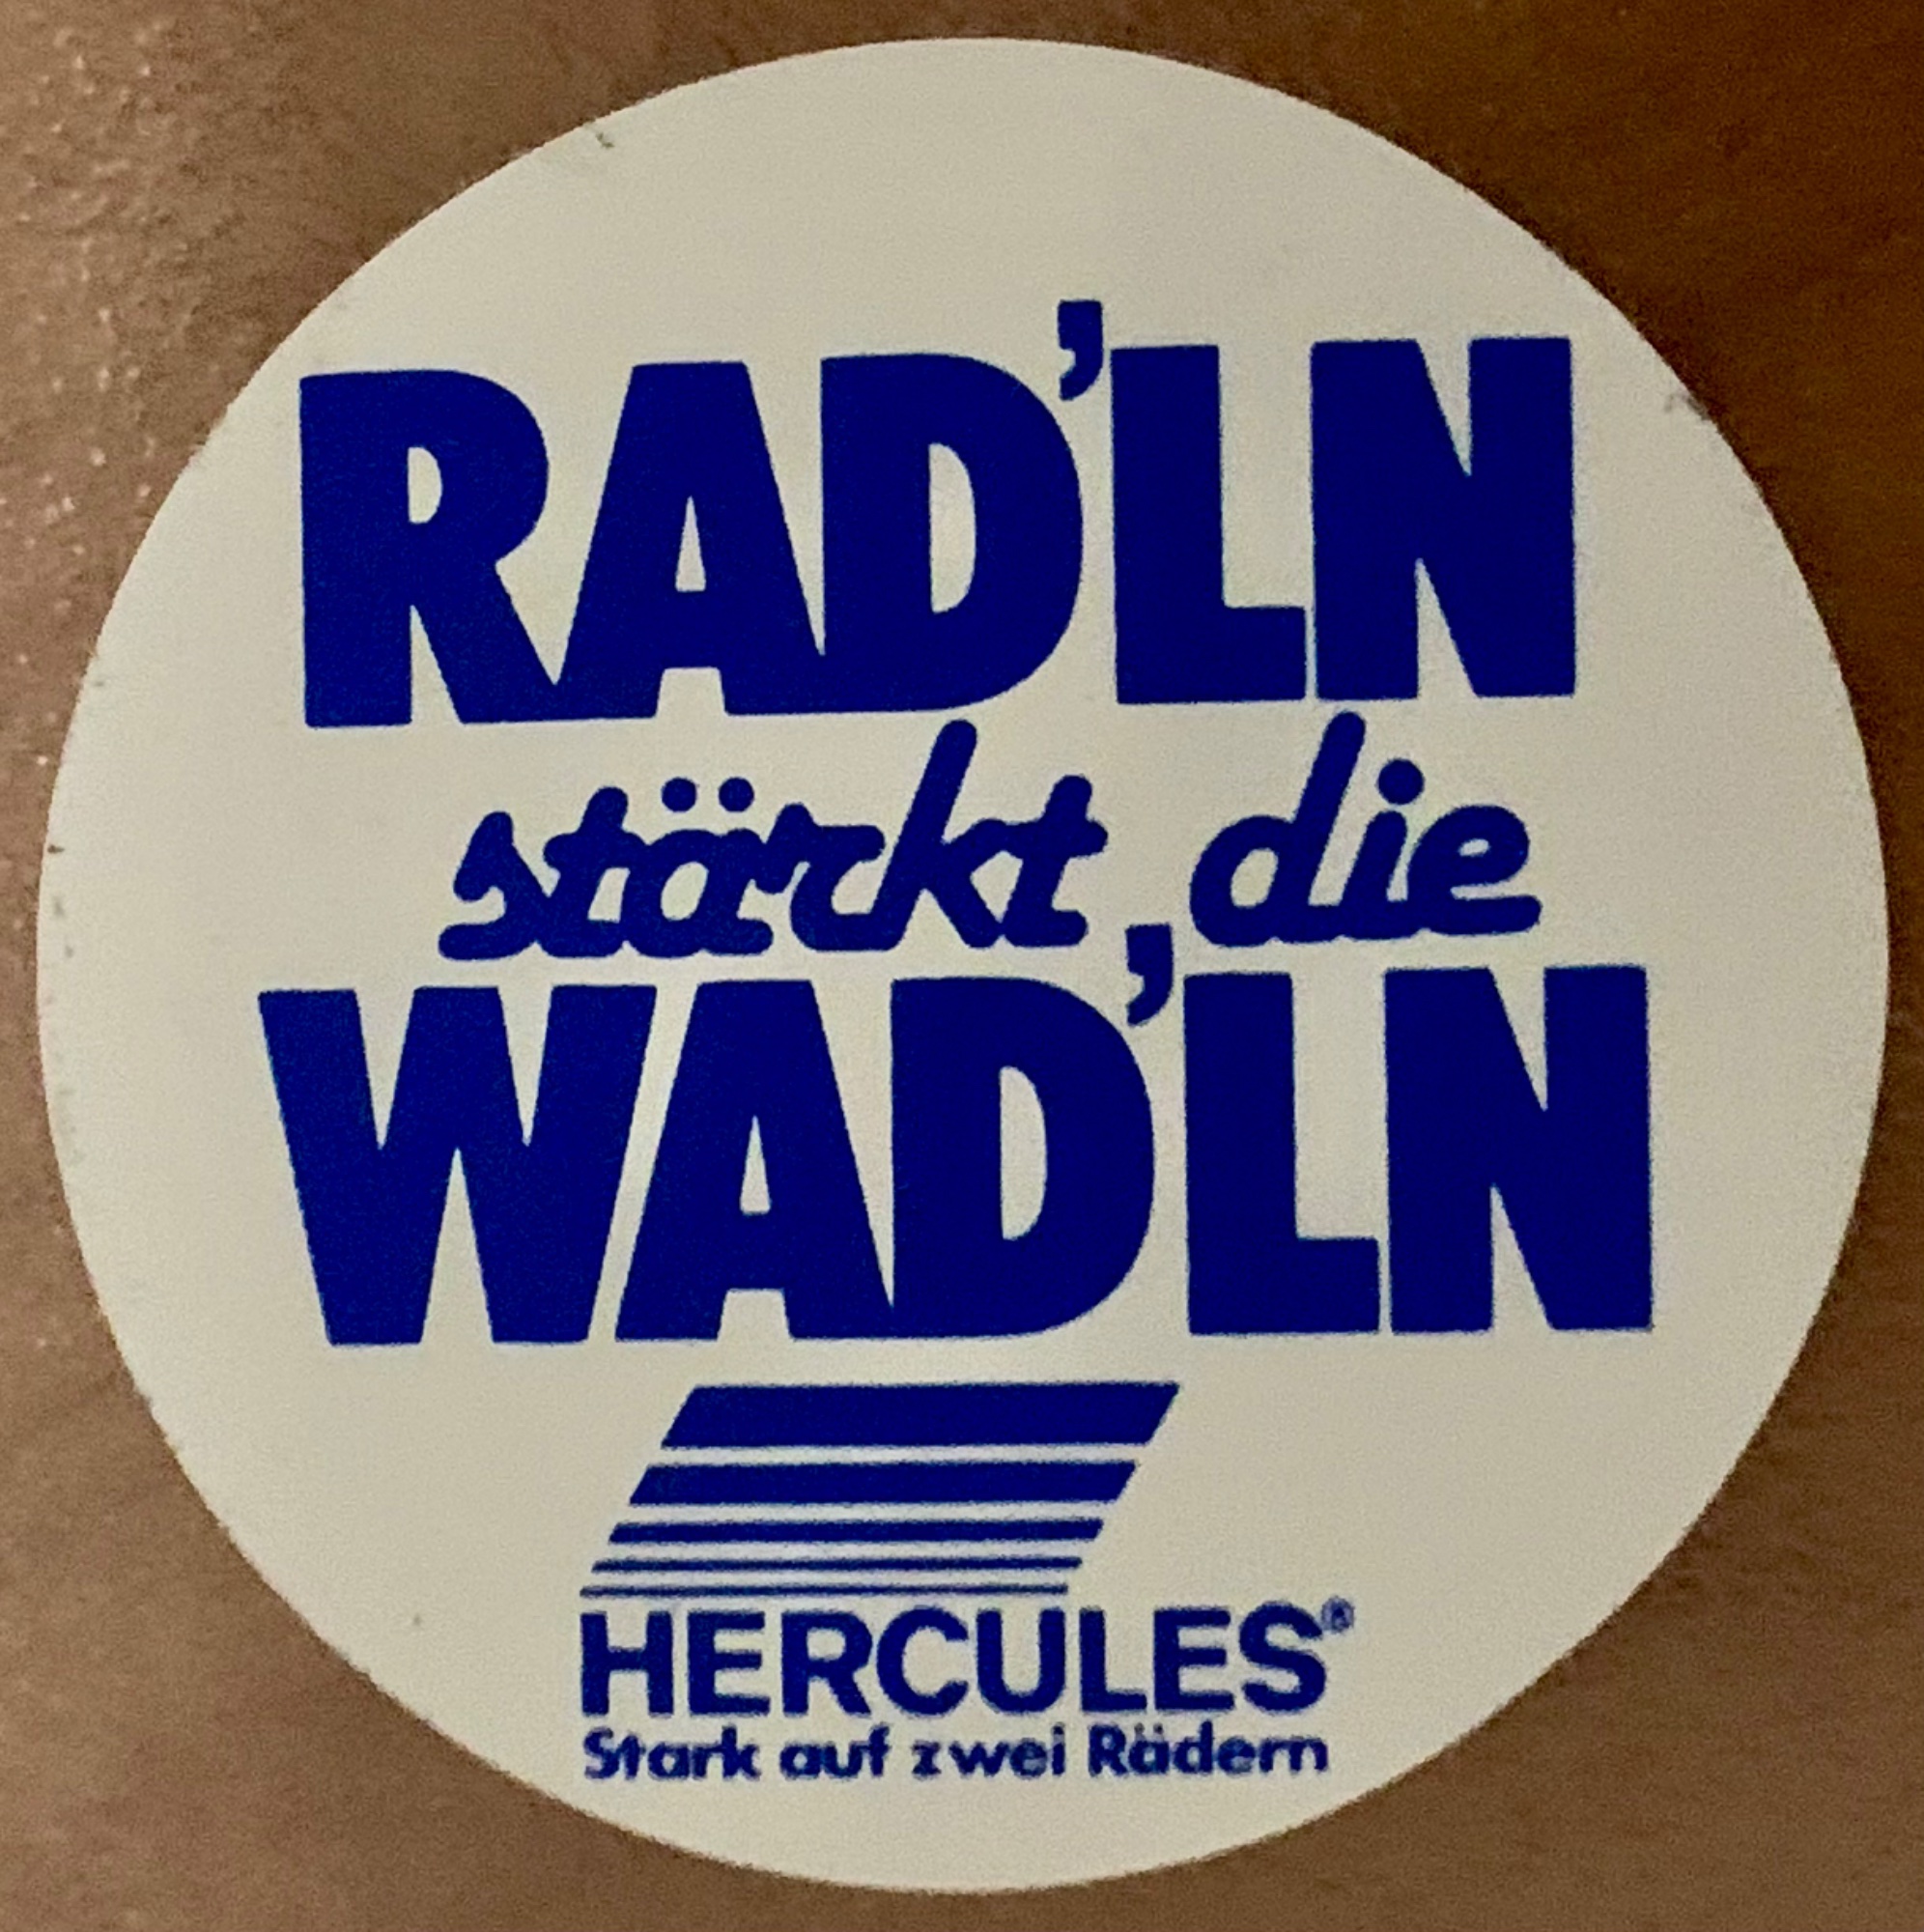 RAD'LN
stärkt die
WAD'LN
HERCULES®
Stark auf zwei Rädern